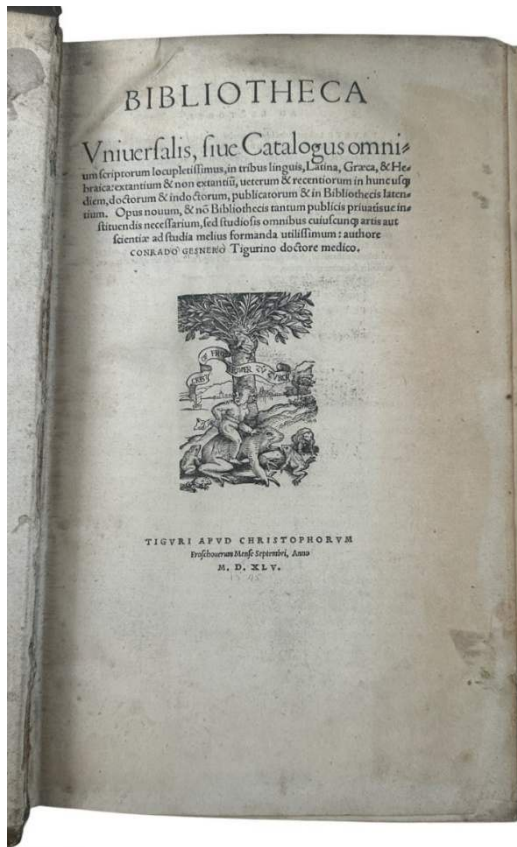 BIBLIOTHECA
Vniuersalis, siue Catalogus omni⸗
um scriptorum locupletissimus, in tribus linguis, Latina, Græca, & He⸗
braica: extantium & non extantiũ, ueterum & recentiorum in hunc usq;
diem, doctorum & indoctorum, publicatorum & in Bibliothecis laten⸗
tium. Opus nouum, & nõ Bibliothecis tantum publicis priuatisue in⸗
stituendis necessarium, sed studiosis omnibus cuiuscunq; artis aut
scientiæ ad studia melius formanda utilissimum: authore
CONRADO GESNERO Tigurino doctore medico.
TIGVRI APVD CHRISTOPHORVM
Froschouerum Mense Septembri, Anno
M. D. XLV.